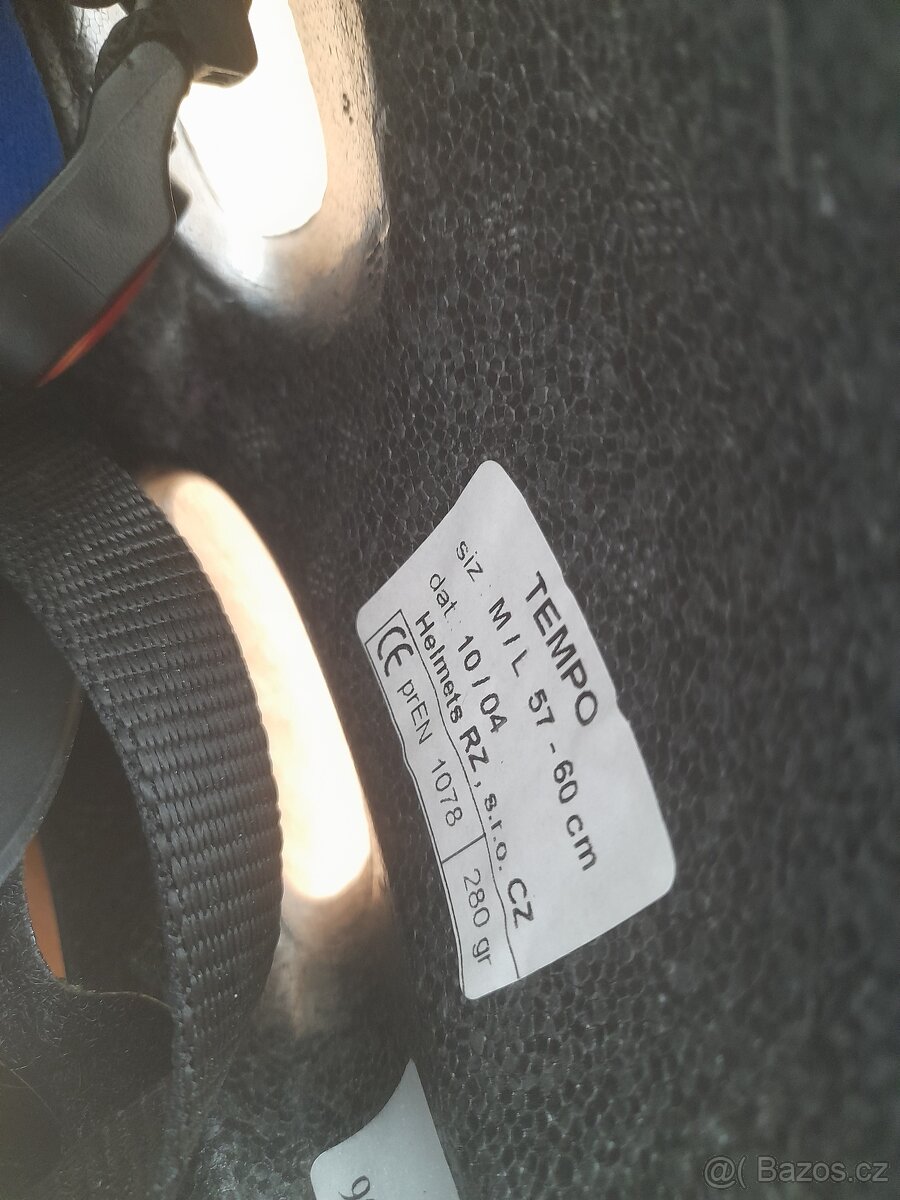 TEMPO
siz : M / L 57 - 60 cm
dat : 10 / 04
Helmets RZ, s.r.o. CZ
CE prEN 1078 280 gr
@( Bazos.cz